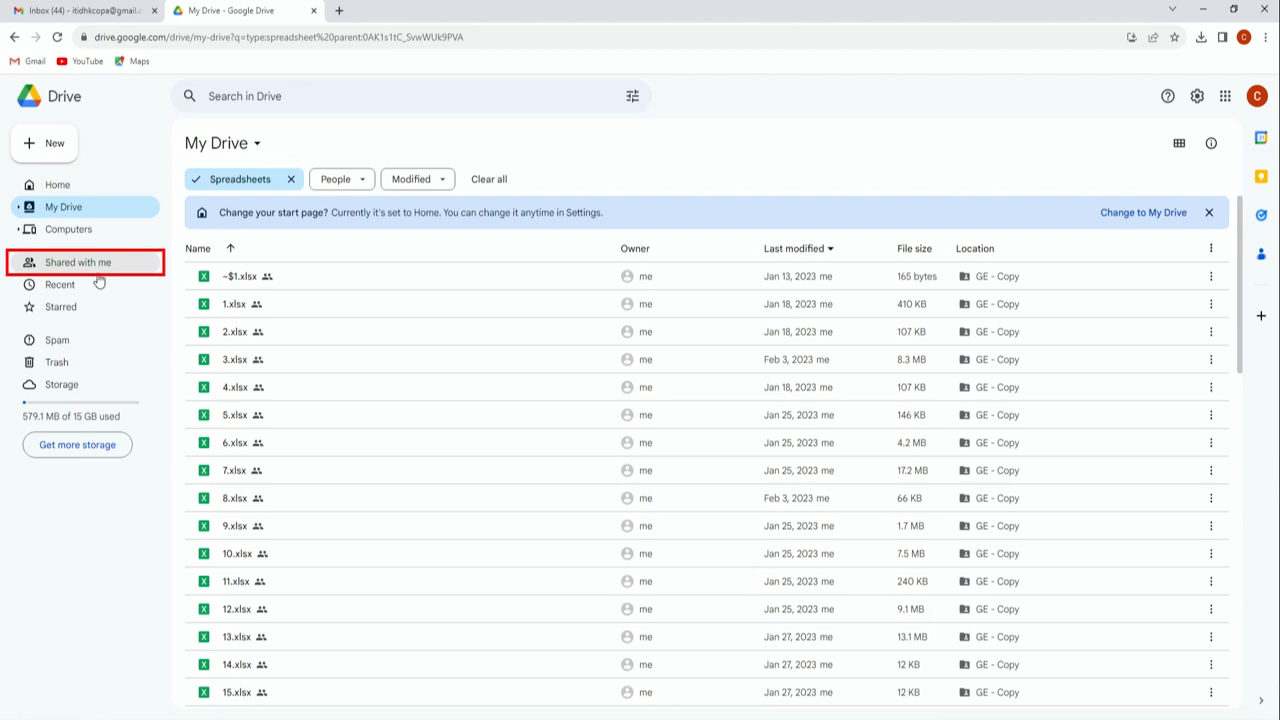 Inbox (44) - itidhkcopa@gmail.c
My Drive - Google Drive
drive.google.com/drive/my-drive?q=type:spreadsheet%20parent:0AK1s1tC_SvwWUk9PVA
C
Gmail YouTube Maps
Drive
Search in Drive
C
New
My Drive
Home
My Drive
Computers
Shared with me
Recent
Starred
Spam
Trash
Storage
579.1 MB of 15 GB used
Get more storage
Spreadsheets People Modified Clear all
Change your start page? Currently it's set to Home. You can change it anytime in Settings. Change to My Drive
Name Owner Last modified File size Location
~$1.xlsx me Jan 13, 2023 me 165 bytes GE - Copy
1.xlsx me Jan 18, 2023 me 410 KB GE - Copy
2.xlsx me Jan 18, 2023 me 107 KB GE - Copy
3.xlsx me Feb 3, 2023 me 8.3 MB GE - Copy
4.xlsx me Jan 18, 2023 me 107 KB GE - Copy
5.xlsx me Jan 25, 2023 me 146 KB GE - Copy
6.xlsx me Jan 25, 2023 me 4.2 MB GE - Copy
7.xlsx me Jan 25, 2023 me 17.2 MB GE - Copy
8.xlsx me Feb 3, 2023 me 66 KB GE - Copy
9.xlsx me Jan 25, 2023 me 1.7 MB GE - Copy
10.xlsx me Jan 25, 2023 me 7.5 MB GE - Copy
11.xlsx me Jan 25, 2023 me 240 KB GE - Copy
12.xlsx me Jan 25, 2023 me 9.1 MB GE - Copy
13.xlsx me Jan 27, 2023 me 13.1 MB GE - Copy
14.xlsx me Jan 27, 2023 me 12 KB GE - Copy
15.xlsx me Jan 27, 2023 me 12 KB GE - Copy